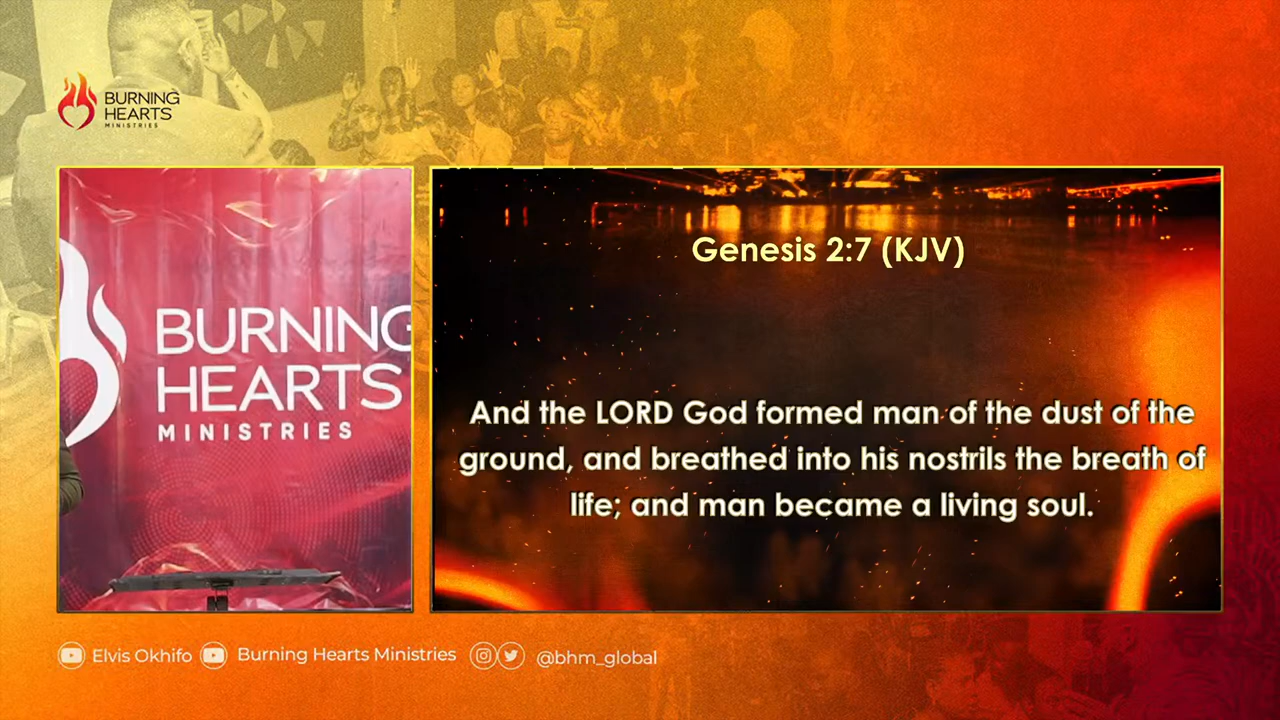 BURNING
HEARTS
MINISTRIES
BURNING
HEARTS
MINISTRIES
Genesis 2:7 (KJV)
And the LORD God formed man of the dust of the
ground, and breathed into his nostrils the breath of
life; and man became a living soul.
Elvis Okhifo Burning Hearts Ministries @bhm_global